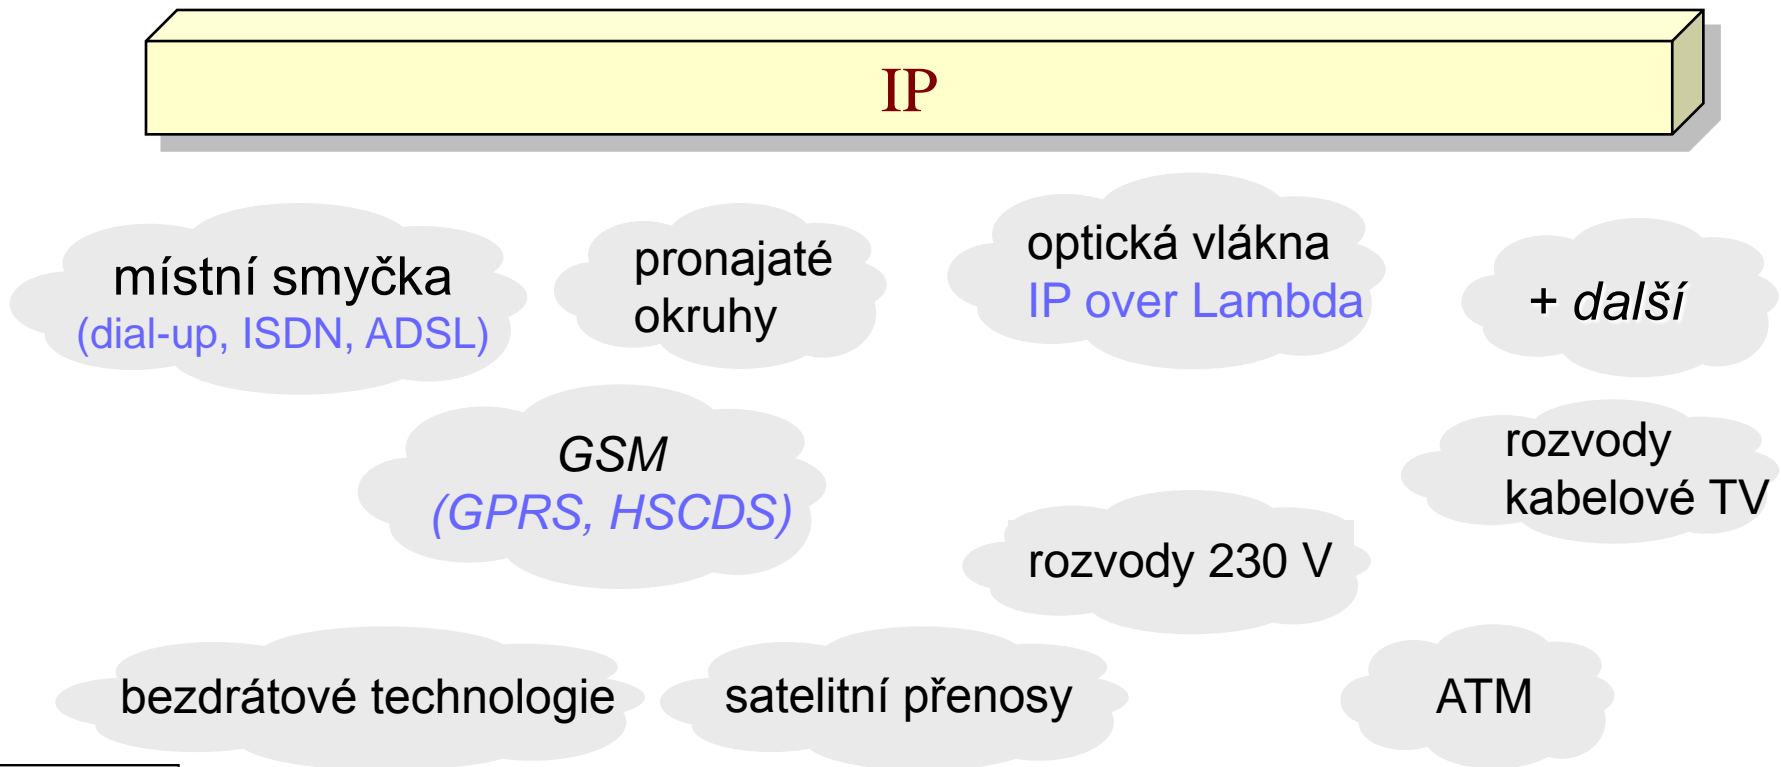 IP
místní smyčka
(dial-up, ISDN, ADSL)
pronajaté
okruhy
optická vlákna
IP over Lambda
+ další
GSM
(GPRS, HSCDS)
rozvody
kabelové TV
rozvody 230 V
bezdrátové technologie
satelitní přenosy
ATM